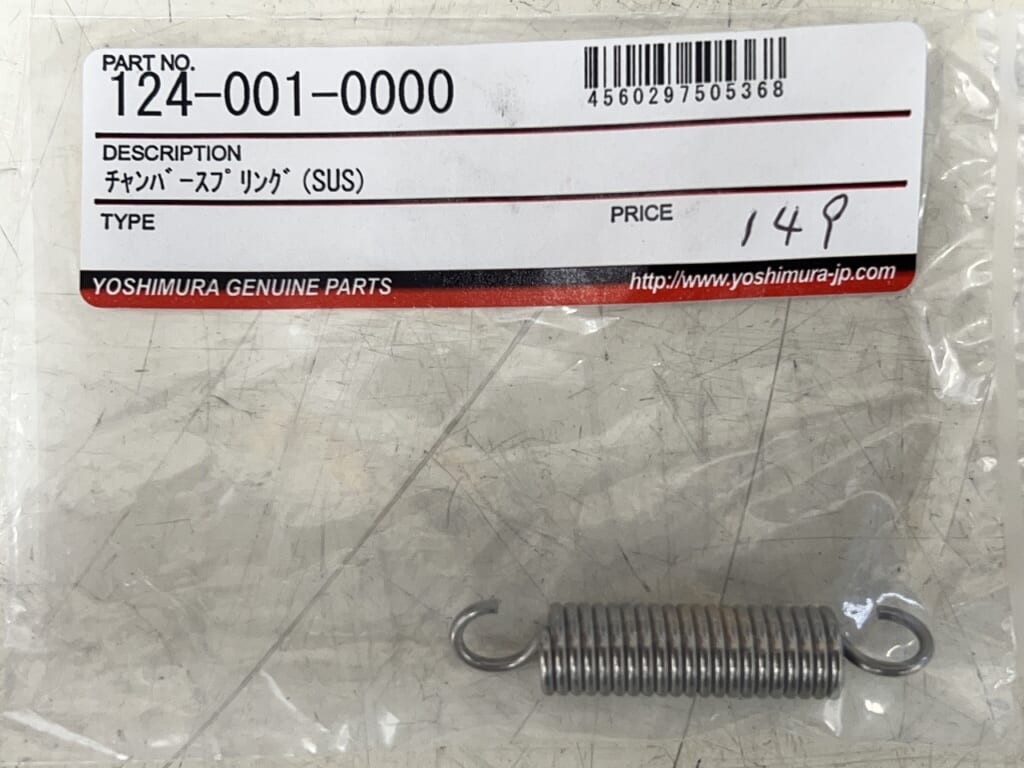 PART NO.
124-001-0000
4560297505368
DESCRIPTION
ﾁｬﾝﾊﾞｰｽﾌﾟﾘﾝｸﾞ(SUS)
TYPE
PRICE 149
YOSHIMURA GENUINE PARTS
http://www.yoshimura-jp.com